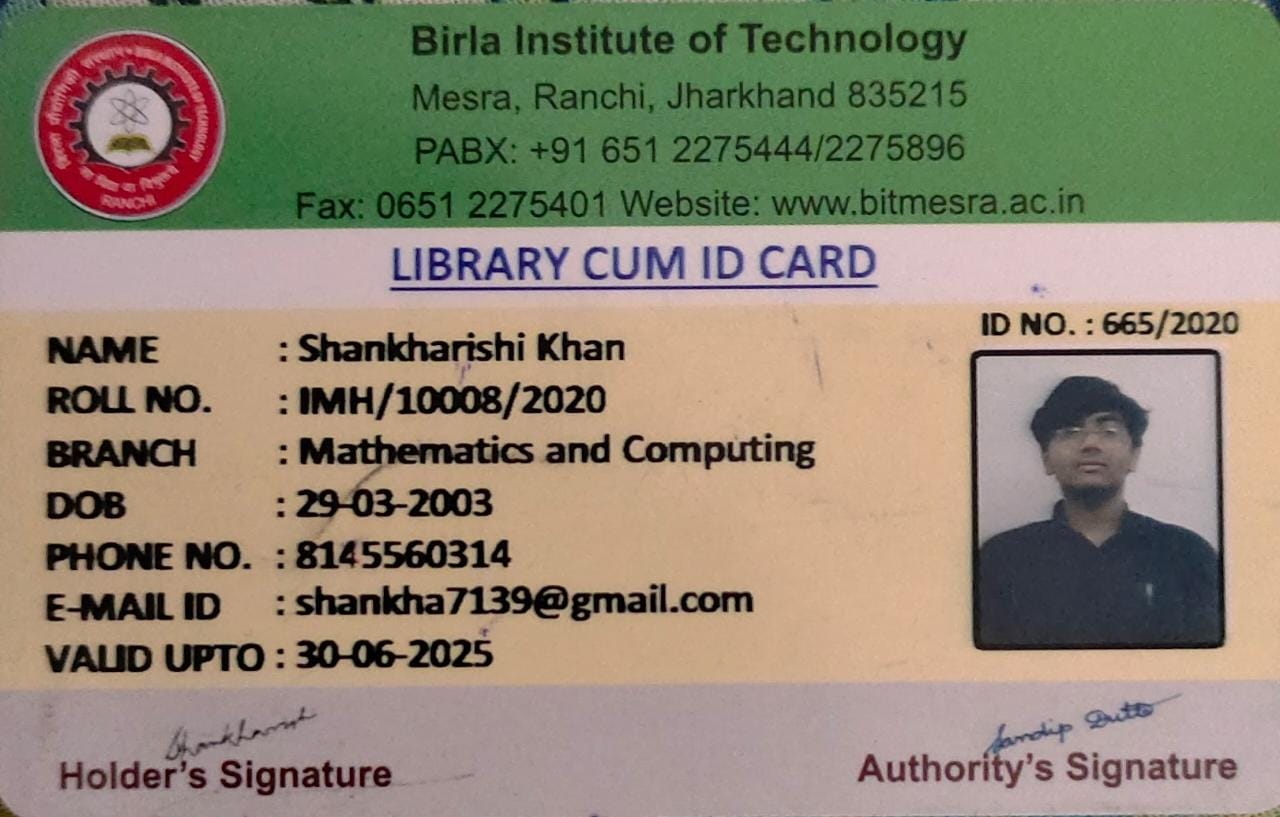 Birla Institute of Technology
Mesra, Ranchi, Jharkhand 835215
PABX: +91 651 2275444/2275896
Fax: 0651 2275401 Website: www.bitmesra.ac.in
RANCHI
LIBRARY CUM ID CARD
ID NO. : 665/2020
NAME : Shankharishi Khan
ROLL NO. : IMH/10008/2020
BRANCH : Mathematics and Computing
DOB : 29-03-2003
PHONE NO. : 8145560314
E-MAIL ID : shankha7139@gmail.com
VALID UPTO : 30-06-2025
Sandip Dutta
Holder's Signature
Authority's Signature